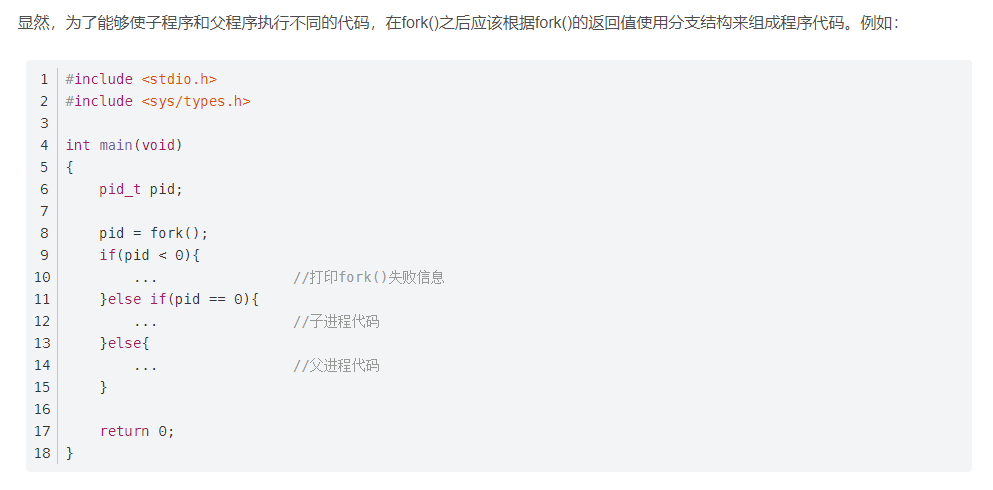 显然，为了能够使子程序和父程序执行不同的代码，在fork()之后应该根据fork()的返回值使用分支结构来组成程序代码。例如：
1 #include <stdio.h>
2 #include <sys/types.h>
3
4 int main(void)
5 {
6     pid_t pid;
7
8     pid = fork();
9     if(pid < 0){
10         ...                //打印fork()失败信息
11     }else if(pid == 0){
12         ...                //子进程代码
13     }else{
14         ...                //父进程代码
15     }
16
17     return 0;
18 }